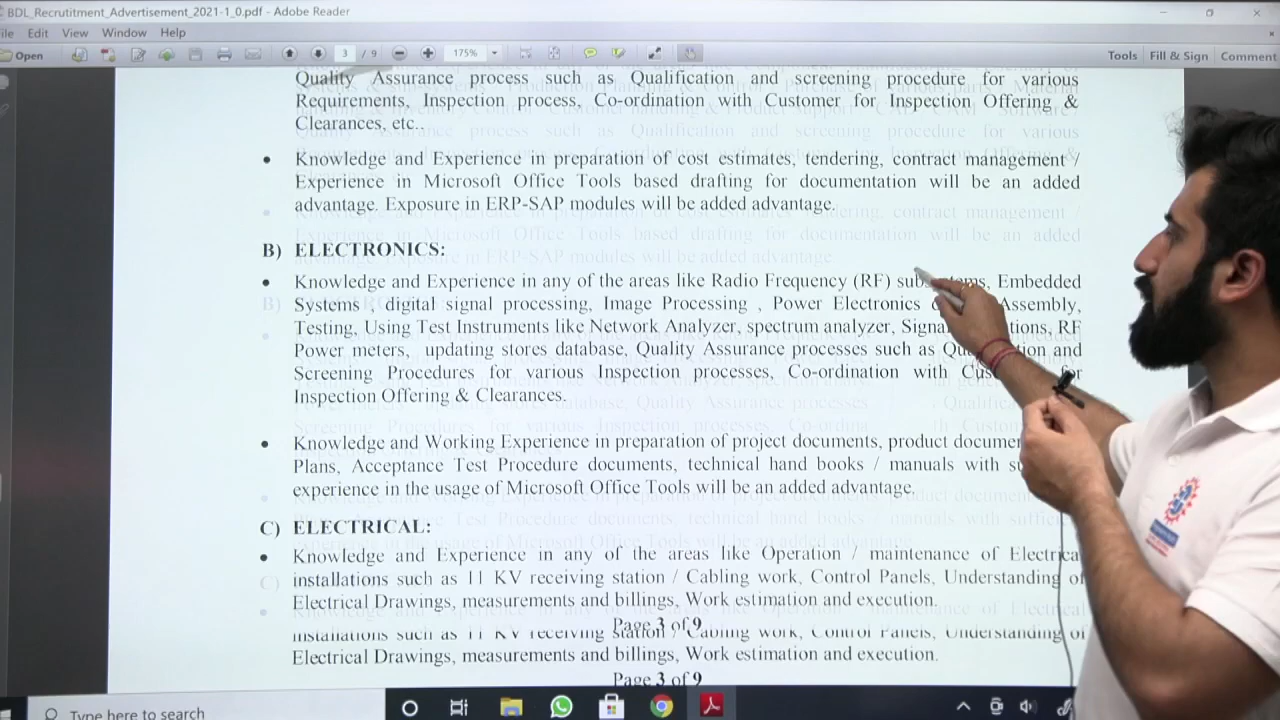 BDL_Recrutitment_Advertisement_2021-1_0.pdf - Adobe Reader
ile Edit View Window Help
Open 3 / 9 175% Tools Fill & Sign Comment
Quality Assurance process such as Qualification and screening procedure for various
Requirements, Inspection process, Co-ordination with Customer for Inspection Offering &
Clearances, etc..
• Knowledge and Experience in preparation of cost estimates, tendering, contract management /
Experience in Microsoft Office Tools based drafting for documentation will be an added
advantage. Exposure in ERP-SAP modules will be added advantage.
B) ELECTRONICS:
• Knowledge and Experience in any of the areas like Radio Frequency (RF) subsystems, Embedded
Systems , digital signal processing, Image Processing , Power Electronics Assembly,
Testing, Using Test Instruments like Network Analyzer, spectrum analyzer, RF
Power meters, updating stores database, Quality Assurance processes such as and
Screening Procedures for various Inspection processes, Co-ordination with
Inspection Offering & Clearances.
• Knowledge and Working Experience in preparation of project documents, product
Plans, Acceptance Test Procedure documents, technical hand books / manuals with
experience in the usage of Microsoft Office Tools will be an added advantage.
C) ELECTRICAL:
• Knowledge and Experience in any of the areas like Operation / maintenance of Electrica
installations such as 11 KV receiving station / Cabling work, Control Panels, Understanding of
Electrical Drawings, measurements and billings, Work estimation and execution.
Page 3 of 9
installations such as 11 KV receiving station / Cabling work, Control Panels, Understanding of
Electrical Drawings, measurements and billings, Work estimation and execution.
Page 3 of 9
Type here to search